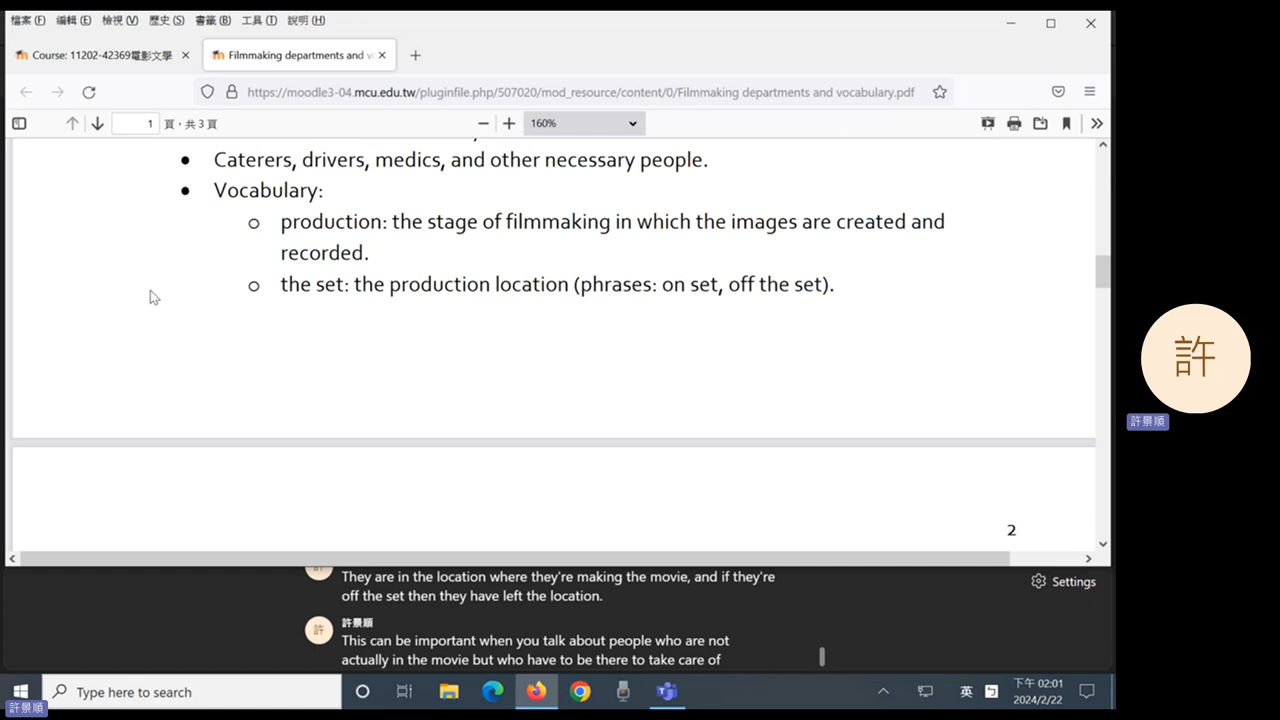 檔案 (F) 編輯 (E) 檢視 (V) 歷史 (S) 書籤 (B) 工具 (T) 說明 (H)
Course: 11202-42369電影文學
Filmmaking departments and vo
https://moodle3-04.mcu.edu.tw/pluginfile.php/507020/mod_resource/content/0/Filmmaking departments and vocabulary.pdf
1 頁，共 3 頁
160%
• Caterers, drivers, medics, and other necessary people.
• Vocabulary:
o production: the stage of filmmaking in which the images are created and
recorded.
o the set: the production location (phrases: on set, off the set).
許
許景順
2
They are in the location where they're making the movie, and if they're
off the set then they have left the location.
Settings
許景順
許
This can be important when you talk about people who are not
actually in the movie but who have to be there to take care of
Type here to search
英
下午 02:01
2024/2/22
許景順